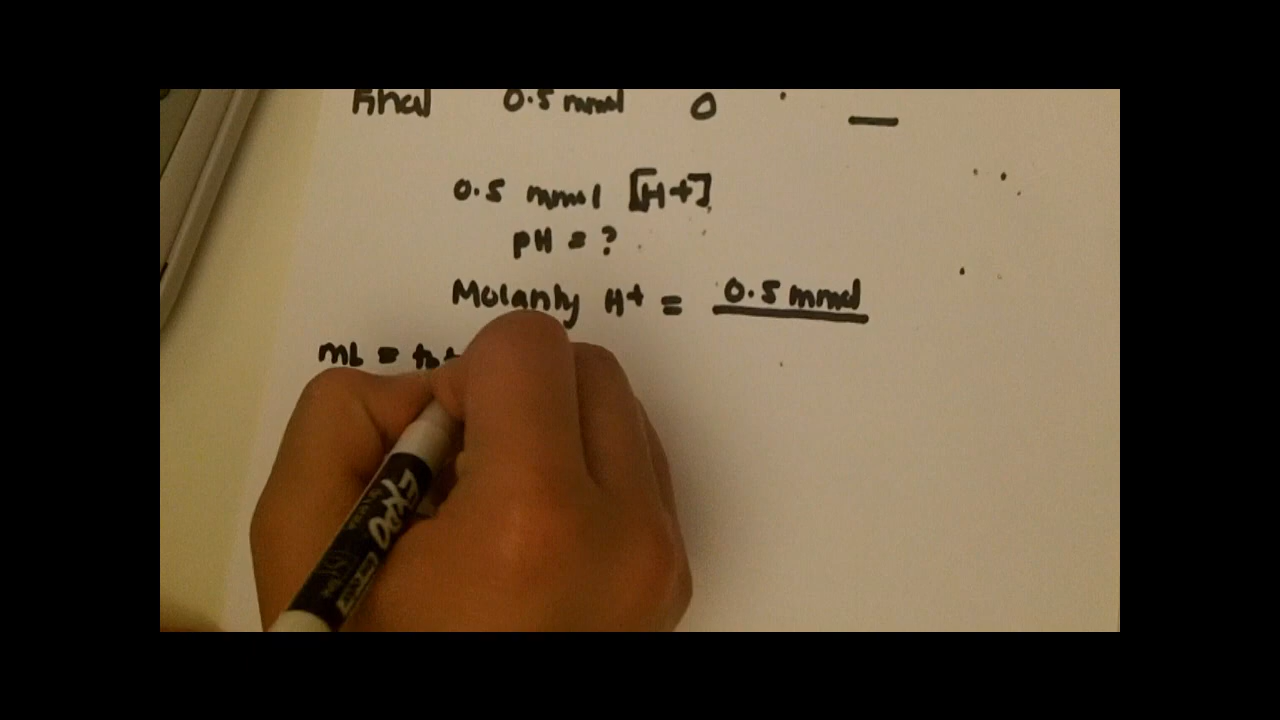 Final 0.5 mmol 0 —
0.5 mmol [H+]
pH = ?
Molarity H+ = 0.5 mmol
mL =
EXPO